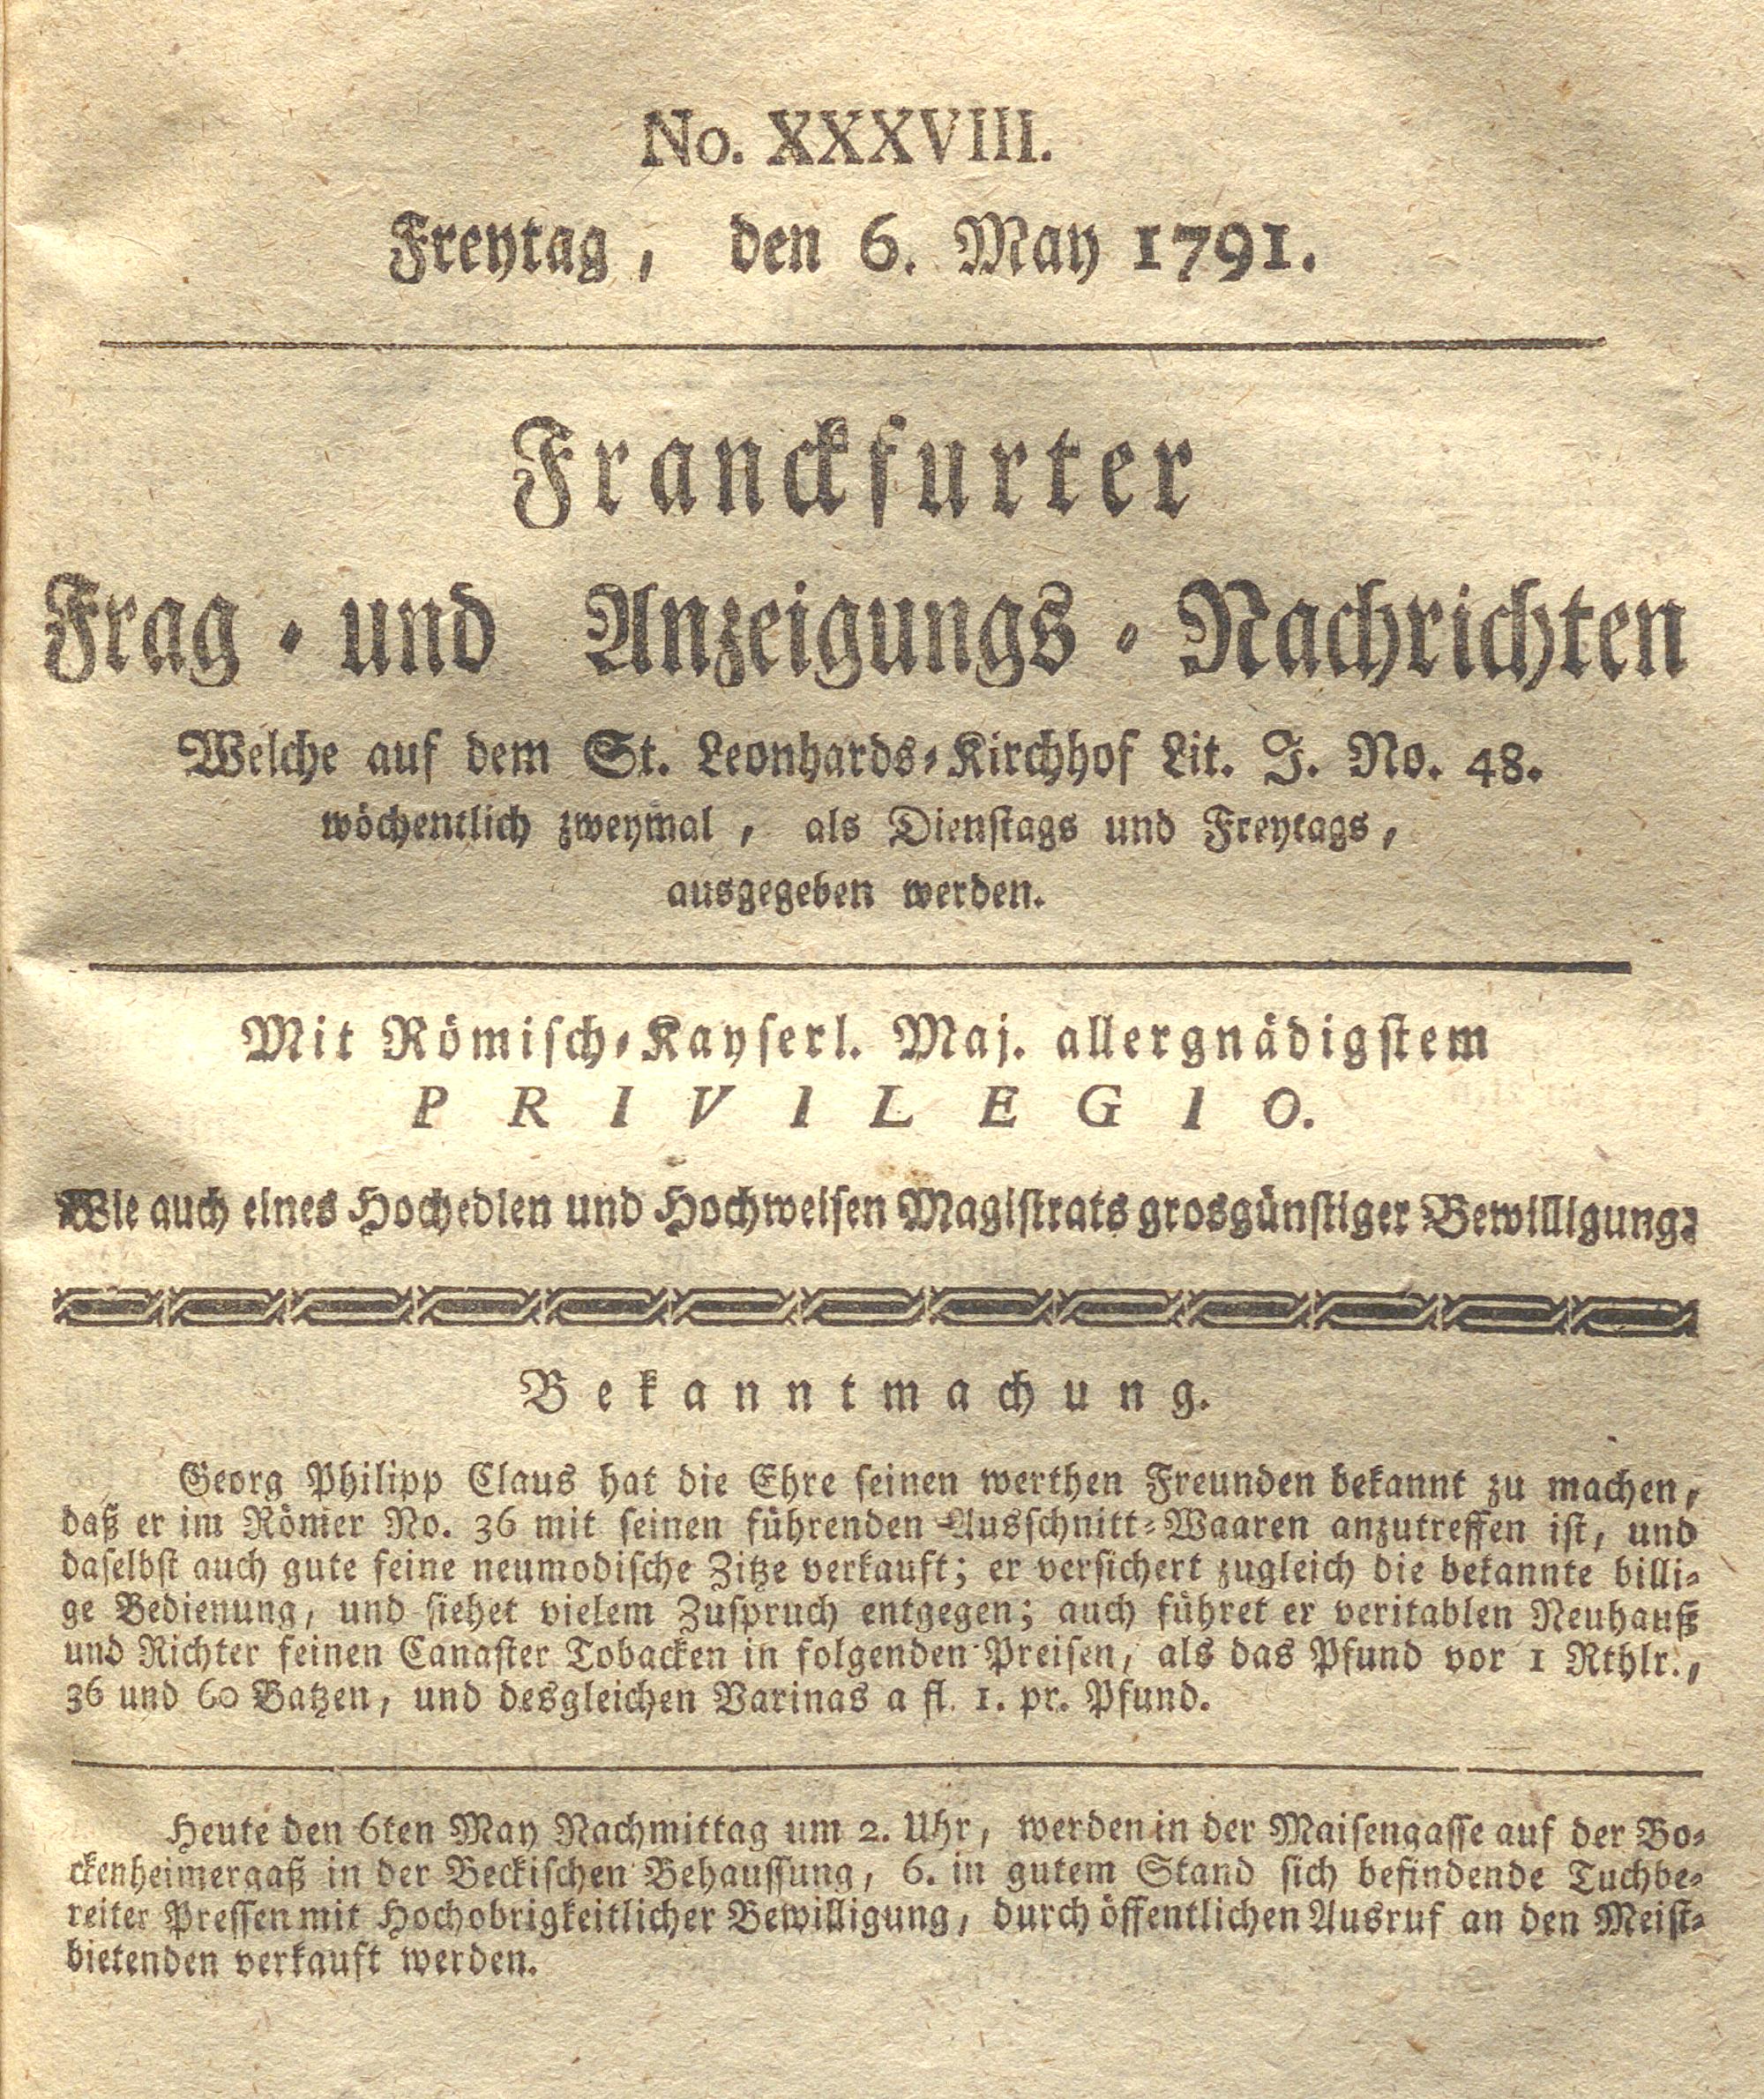 No. XXXVIII.
Freytag, den 6. May 1791.
Franckfurter
Frag- und Anzeigungs-Nachrichten
Welche auf dem St. Leonhards-Kirchhof Lit. J. No. 48.
wöchentlich zweymal, als Dienstags und Freytags,
ausgegeben werden.
Mit Römisch-Kayserl. Maj. allergnädigstem
PRIVILEGIO.
Wie auch eines Hochedlen und Hochweisen Magistrats grosgünstiger Bewilligung.
Bekanntmachung.
Georg Philipp Claus hat die Ehre seinen werthen Freunden bekannt zu machen,
daß er im Römer No. 36 mit seinen führenden Ausschnitt-Waaren anzutreffen ist, und
daselbst auch gute feine neumodische Zitze verkauft; er versichert zugleich die bekannte billi-
ge Bedienung, und siehet vielem Zuspruch entgegen; auch führet er veritablen Neuhauß
und Richter feinen Canaster Tobacken in folgenden Preisen, als das Pfund vor 1 Rthlr.,
36 und 60 Batzen, und desgleichen Varinas a fl. 1. pr. Pfund.
Heute den 6ten May Nachmittag um 2. Uhr, werden in der Maisengasse auf der Bo-
ckenheimergaß in der Beckischen Behaussung, 6. in gutem Stand sich befindende Tuchbe-
reiter Pressen mit Hochobrigkeitlicher Bewilligung, durch öffentlichen Ausruf an den Meist-
bietenden verkauft werden.